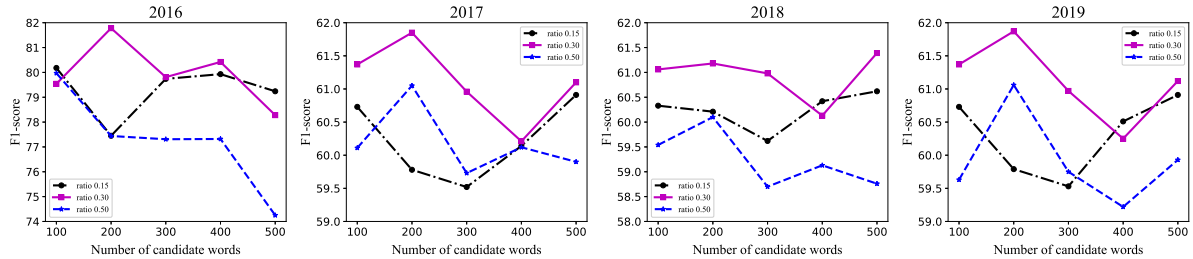 2016
82
81
80
79
78
77
76
75
74
F1-score
ratio 0.15
ratio 0.30
ratio 0.50
100
200
300
400
500
Number of candidate words
2017
62.0
61.5
61.0
60.5
60.0
59.5
59.0
F1-score
ratio 0.15
ratio 0.30
ratio 0.50
100
200
300
400
500
Number of candidate words
2018
62.0
61.5
61.0
60.5
60.0
59.5
59.0
58.5
58.0
F1-score
ratio 0.15
ratio 0.30
ratio 0.50
100
200
300
400
500
Number of candidate words
2019
62.0
61.5
61.0
60.5
60.0
59.5
59.0
F1-score
ratio 0.15
ratio 0.30
ratio 0.50
100
200
300
400
500
Number of candidate words